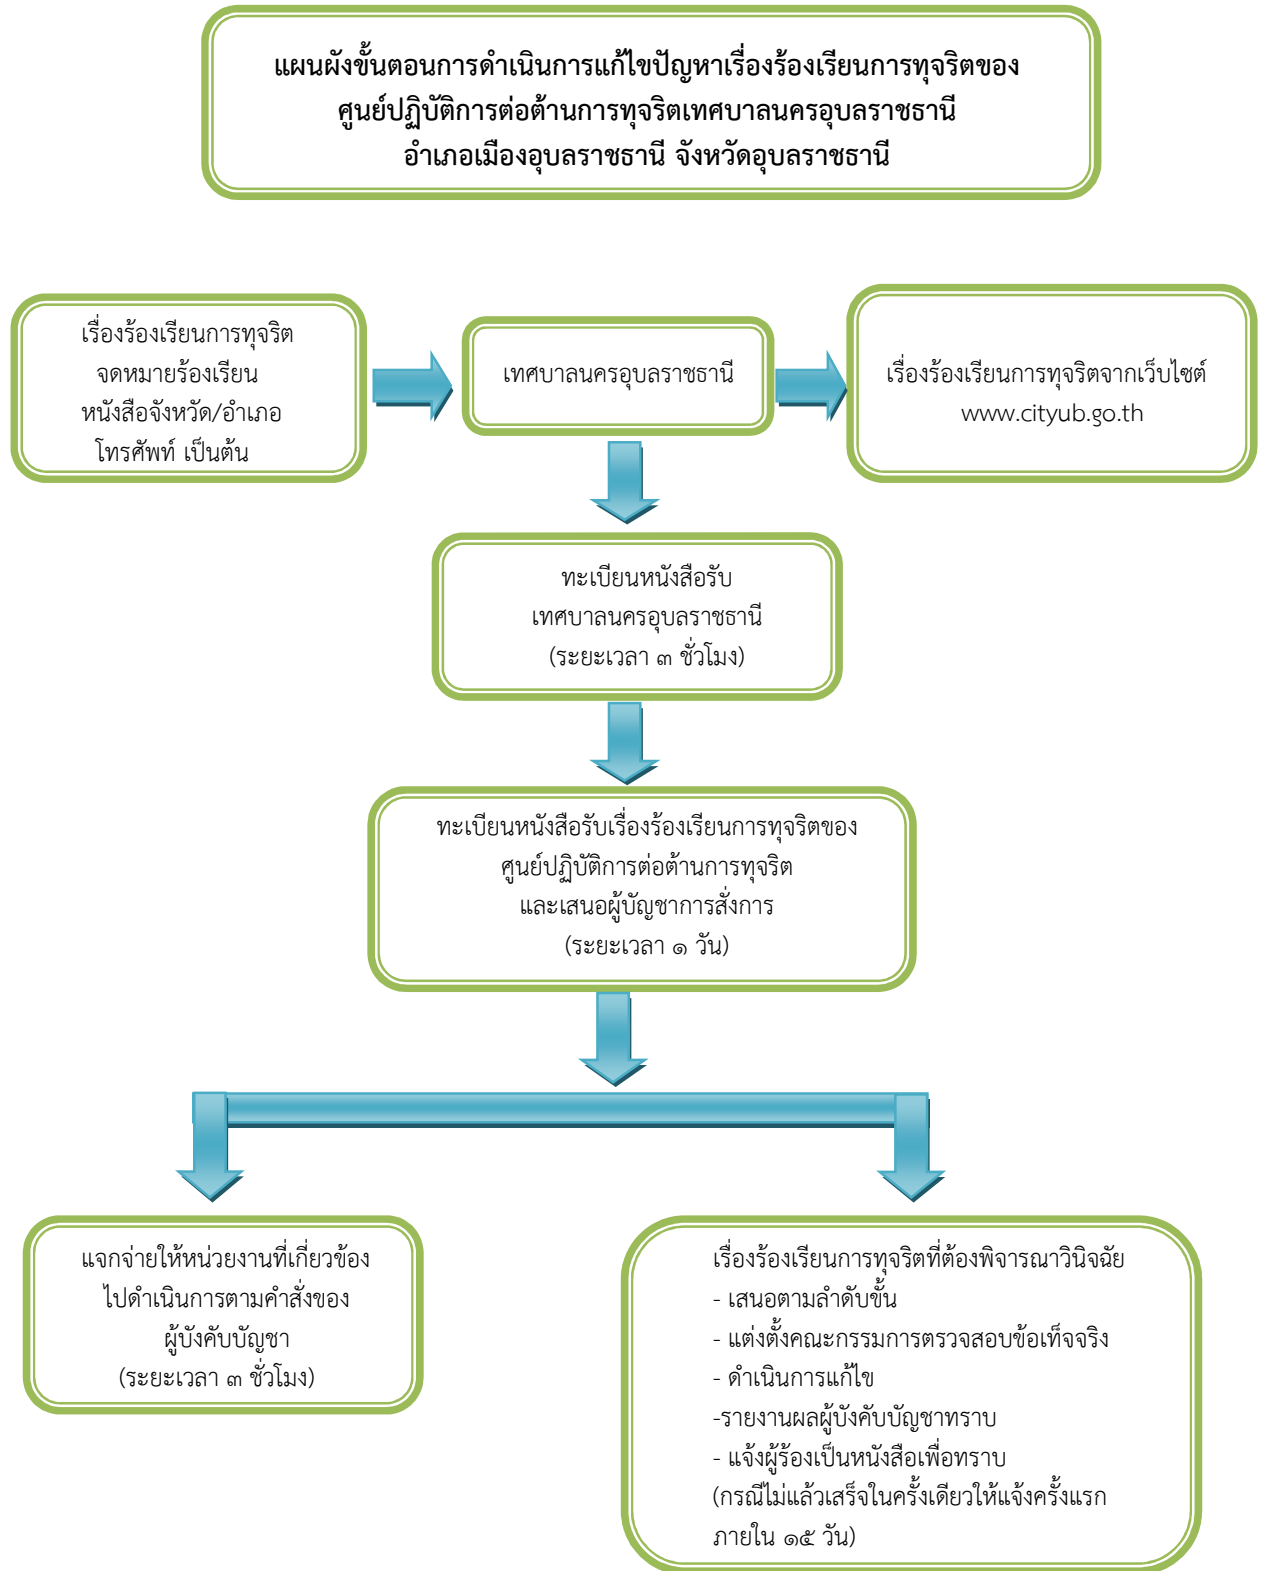 แผนผังขั้นตอนการดำเนินการแก้ไขปัญหาเรื่องร้องเรียนการทุจริตของ
ศูนย์ปฏิบัติการต่อต้านการทุจริตเทศบาลนครอุบลราชธานี
อำเภอเมืองอุบลราชธานี จังหวัดอุบลราชธานี
เรื่องร้องเรียนการทุจริต
จดหมายร้องเรียน
หนังสือจังหวัด/อำเภอ
โทรศัพท์ เป็นต้น
เทศบาลนครอุบลราชธานี
เรื่องร้องเรียนการทุจริตจากเว็บไซต์
www.cityub.go.th
ทะเบียนหนังสือรับ
เทศบาลนครอุบลราชธานี
(ระยะเวลา ๓ ชั่วโมง)
ทะเบียนหนังสือรับเรื่องร้องเรียนการทุจริตของ
ศูนย์ปฏิบัติการต่อต้านการทุจริต
และเสนอผู้บัญชาการสั่งการ
(ระยะเวลา ๑ วัน)
แจกจ่ายให้หน่วยงานที่เกี่ยวข้อง
ไปดำเนินการตามคำสั่งของ
ผู้บังคับบัญชา
(ระยะเวลา ๓ ชั่วโมง)
เรื่องร้องเรียนการทุจริตที่ต้องพิจารณาวินิจฉัย
- เสนอตามลำดับขั้น
- แต่งตั้งคณะกรรมการตรวจสอบข้อเท็จจริง
- ดำเนินการแก้ไข
-รายงานผลผู้บังคับบัญชาทราบ
- แจ้งผู้ร้องเป็นหนังสือเพื่อทราบ
(กรณีไม่แล้วเสร็จในครั้งเดียวให้แจ้งครั้งแรก
ภายใน ๑๕ วัน)